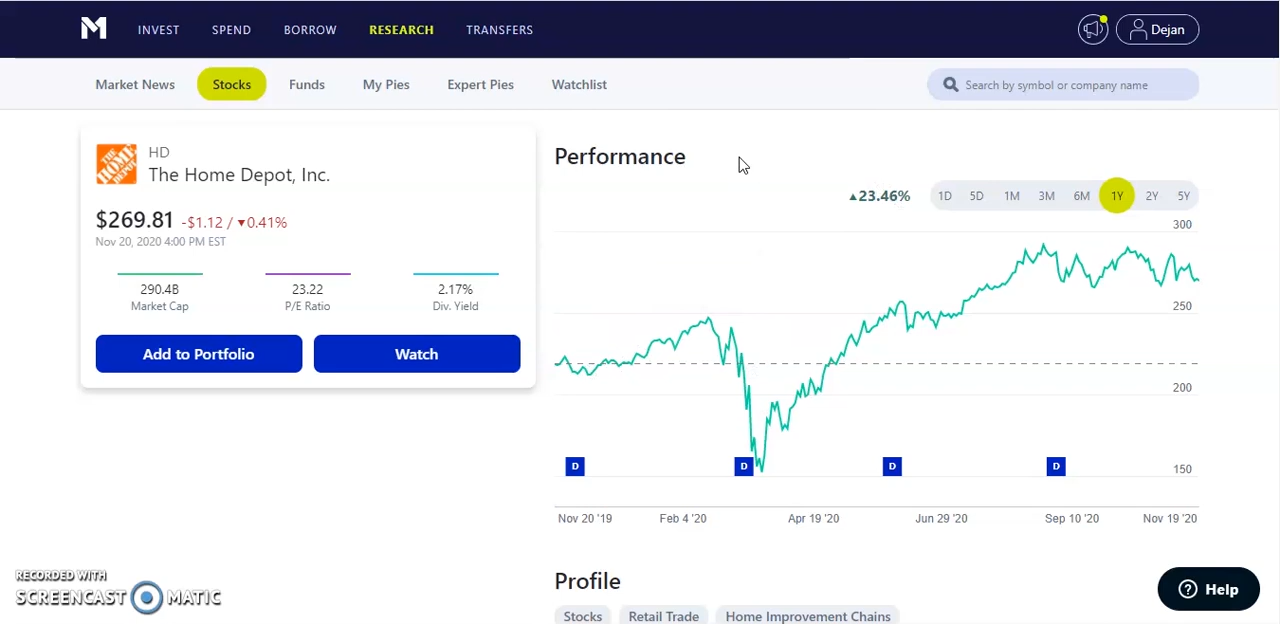 M INVEST SPEND BORROW RESEARCH TRANSFERS Dejan
Market News Stocks Funds My Pies Expert Pies Watchlist Search by symbol or company name
THE HOME DEPOT
HD
The Home Depot, Inc.
$269.81 -$1.12 / ▼0.41%
Nov 20, 2020 4:00 PM EST
290.4B 23.22 2.17%
Market Cap P/E Ratio Div. Yield
Add to Portfolio Watch
Performance
▲23.46% 1D 5D 1M 3M 6M 1Y 2Y 5Y
300
250
200
150
D D D D
Nov 20 '19 Feb 4 '20 Apr 19 '20 Jun 29 '20 Sep 10 '20 Nov 19 '20
Profile
Stocks Retail Trade Home Improvement Chains
RECORDED WITH
SCREENCAST MATIC
? Help